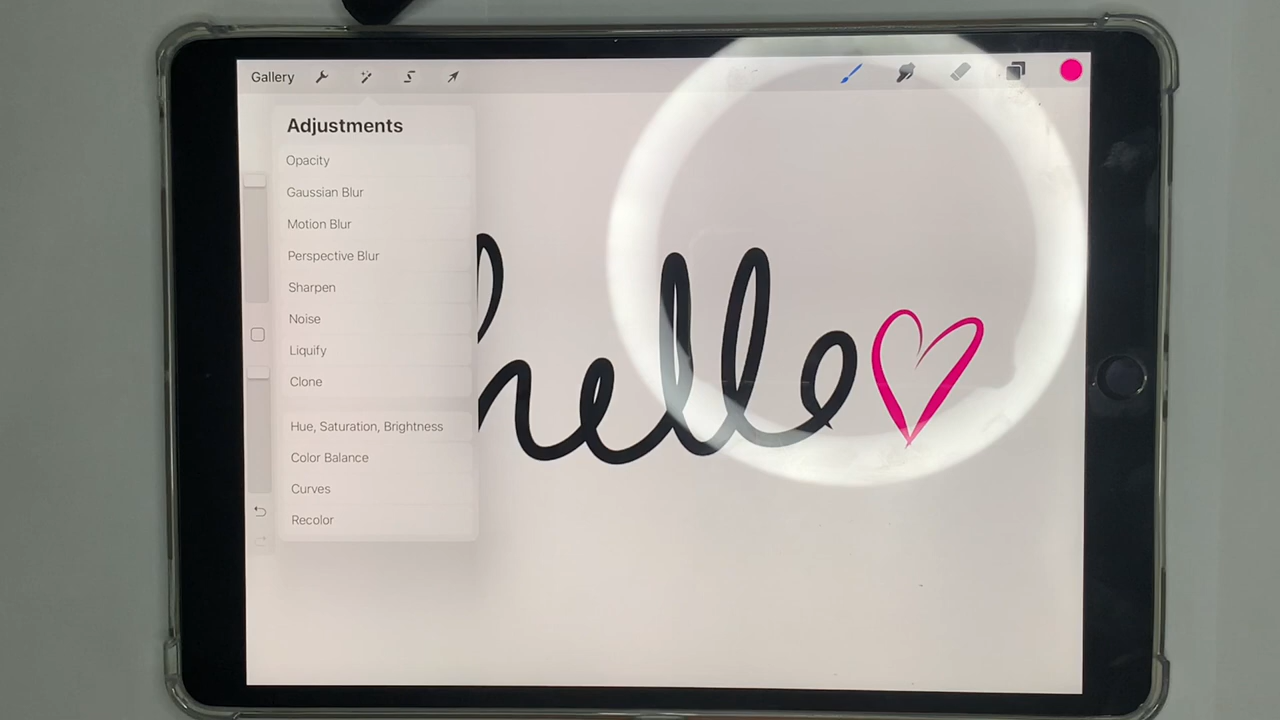 Gallery
Adjustments
Opacity
Gaussian Blur
Motion Blur
Perspective Blur
Sharpen
Noise
Liquify
Clone
Hue, Saturation, Brightness
Color Balance
Curves
Recolor
hello